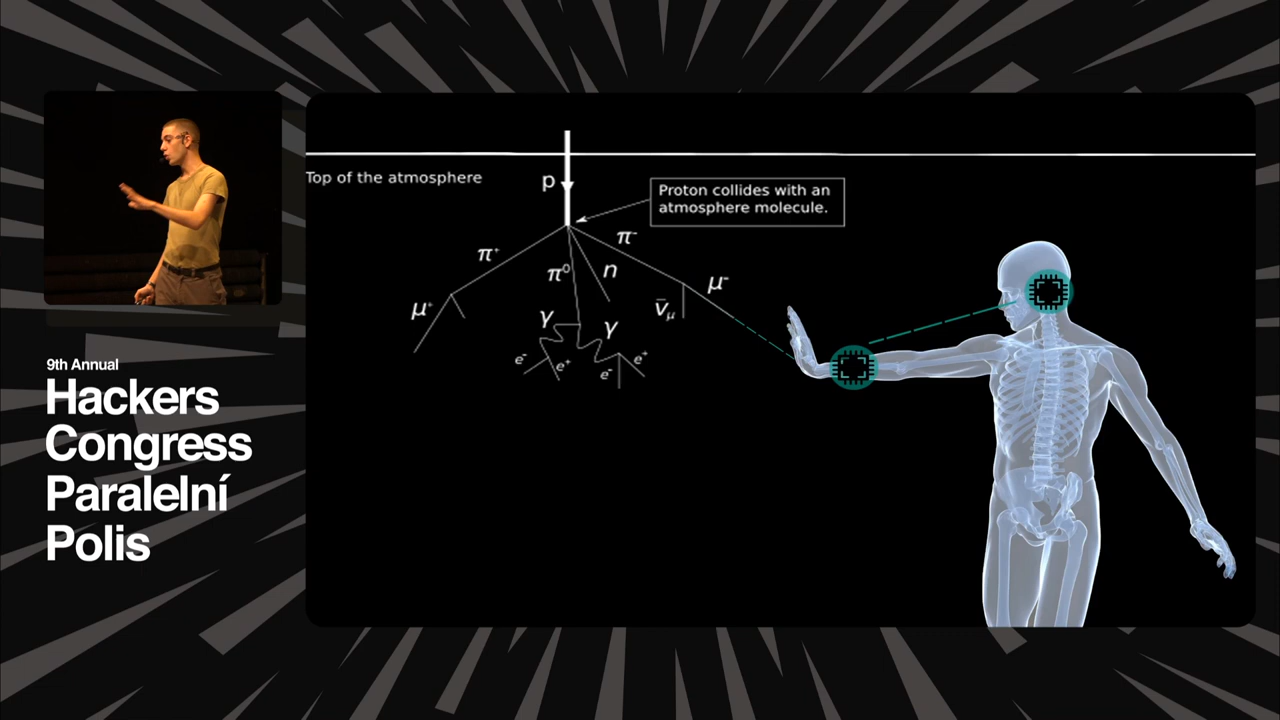 9th Annual
Hackers
Congress
Paralelní
Polis
Top of the atmosphere
p
Proton collides with an
atmosphere molecule.
π⁺
π⁰
n
π⁻
μ⁺
γ
γ
ν̄μ
μ⁻
e⁻
e⁺
e⁻
e⁺